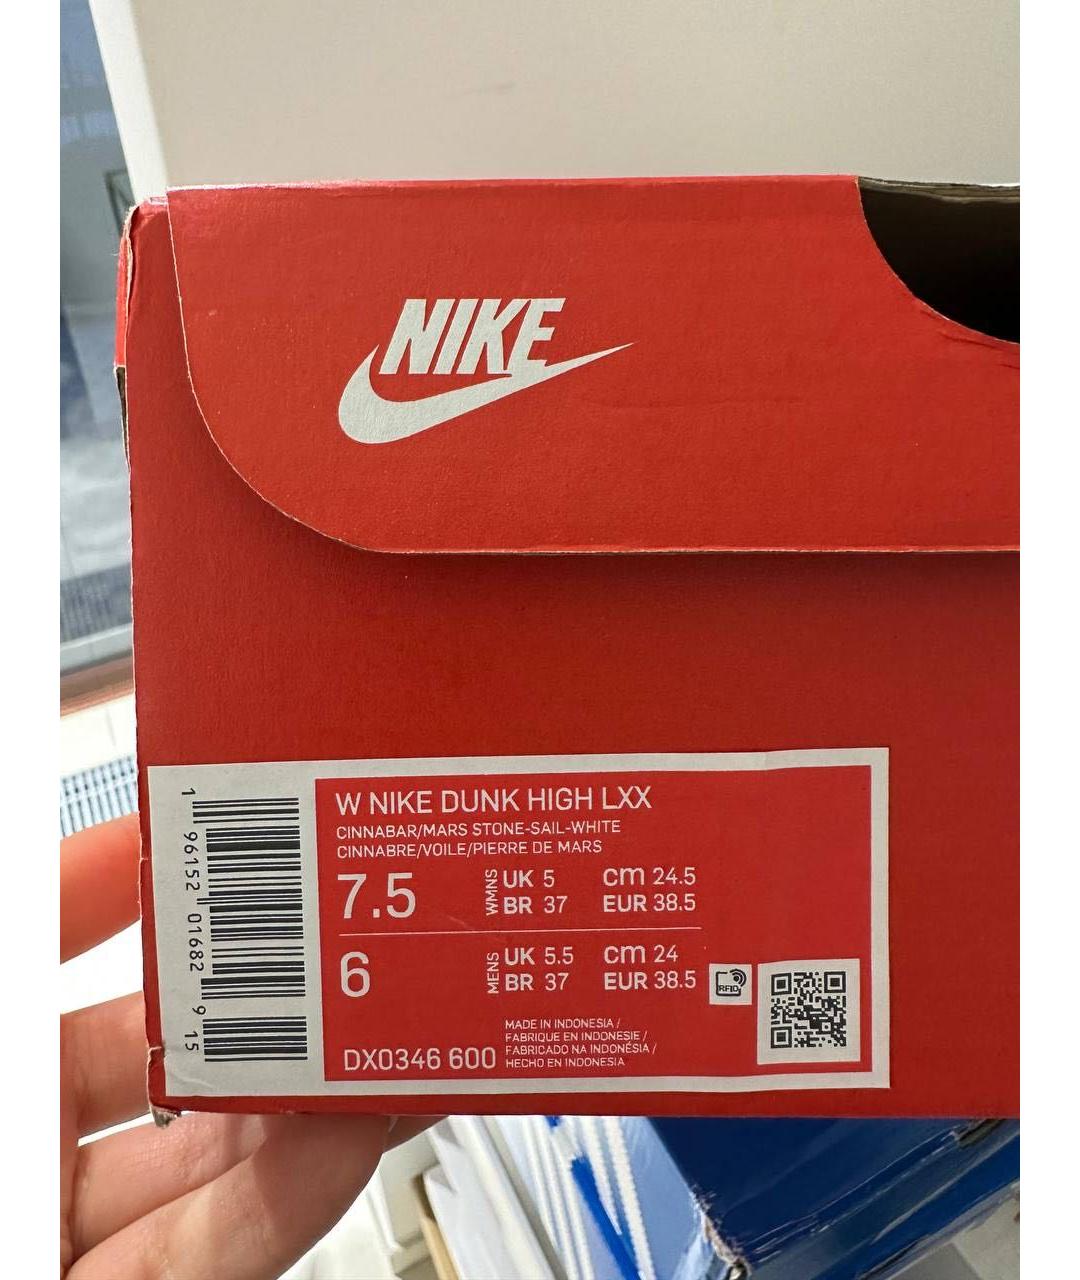 NIKE
W NIKE DUNK HIGH LXX
CINNABAR/MARS STONE-SAIL-WHITE
CINNABRE/VOILE/PIERRE DE MARS
7.5 WMNS UK 5 cm 24.5
BR 37 EUR 38.5
6 MENS UK 5.5 cm 24
BR 37 EUR 38.5
RFID
MADE IN INDONESIA /
FABRIQUE EN INDONESIE /
FABRICADO NA INDONÉSIA /
HECHO EN INDONESIA
DX0346 600
1 96152 01682 9 15